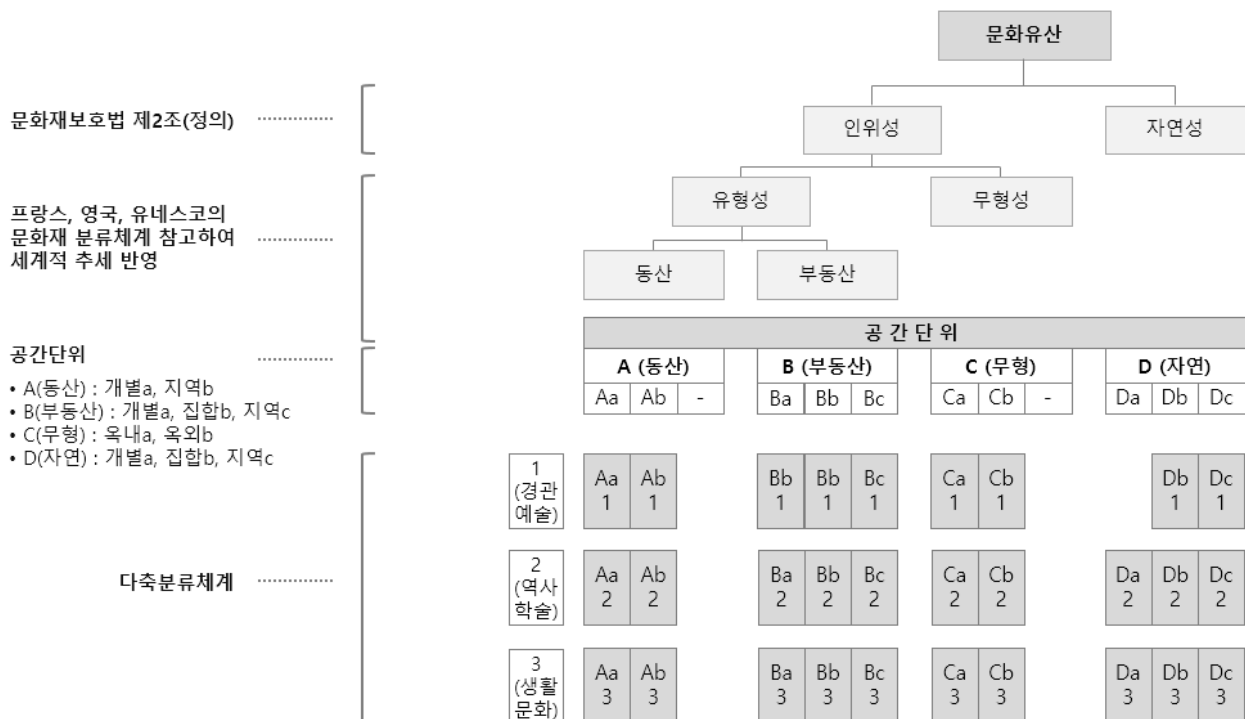 문화유산
문화재보호법 제2조(정의)
인위성
자연성
유형성
무형성
프랑스, 영국, 유네스코의
문화재 분류체계 참고하여
세계적 추세 반영
동산
부동산
공 간 단 위
공간단위
• A(동산) : 개별a, 지역b
• B(부동산) : 개별a, 집합b, 지역c
• C(무형) : 옥내a, 옥외b
• D(자연) : 개별a, 집합b, 지역c
A (동산)
B (부동산)
C (무형)
D (자연)
Aa Ab -
Ba Bb Bc
Ca Cb -
Da Db Dc
1
(경관
예술)
Aa Ab
1 1
Bb Bb Bc
1 1 1
Ca Cb
1 1
Db Dc
1 1
다축분류체계
2
(역사
학술)
Aa Ab
2 2
Ba Bb Bc
2 2 2
Ca Cb
2 2
Da Db Dc
2 2 2
3
(생활
문화)
Aa Ab
3 3
Ba Bb Bc
3 3 3
Ca Cb
3 3
Da Db Dc
3 3 3